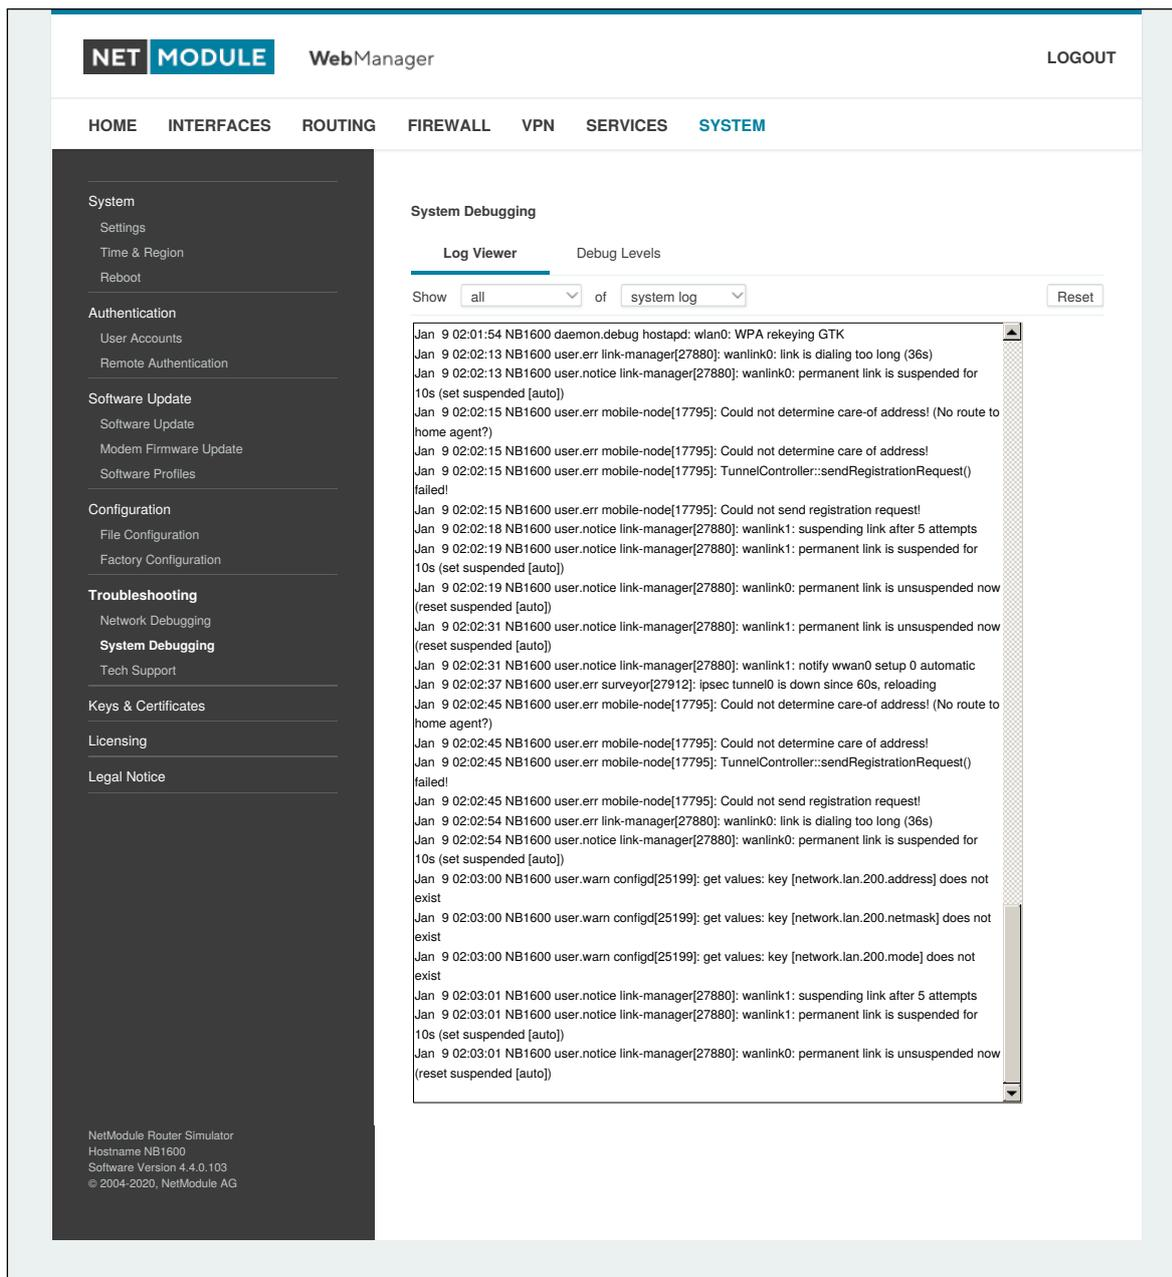 NET MODULE WebManager LOGOUT
HOME INTERFACES ROUTING FIREWALL VPN SERVICES SYSTEM
System
Settings
Time & Region
Reboot
Authentication
User Accounts
Remote Authentication
Software Update
Software Update
Modem Firmware Update
Software Profiles
Configuration
File Configuration
Factory Configuration
Troubleshooting
Network Debugging
System Debugging
Tech Support
Keys & Certificates
Licensing
Legal Notice
NetModule Router Simulator
Hostname NB1600
Software Version 4.4.0.103
© 2004-2020, NetModule AG
System Debugging
Log Viewer Debug Levels
Show all of system log Reset
Jan 9 02:01:54 NB1600 daemon.debug hostapd: wlan0: WPA rekeying GTK
Jan 9 02:02:13 NB1600 user.err link-manager[27880]: wanlink0: link is dialing too long (36s)
Jan 9 02:02:13 NB1600 user.notice link-manager[27880]: wanlink0: permanent link is suspended for
10s (set suspended [auto])
Jan 9 02:02:15 NB1600 user.err mobile-node[17795]: Could not determine care-of address! (No route to
home agent?)
Jan 9 02:02:15 NB1600 user.err mobile-node[17795]: Could not determine care of address!
Jan 9 02:02:15 NB1600 user.err mobile-node[17795]: TunnelController::sendRegistrationRequest()
failed!
Jan 9 02:02:15 NB1600 user.err mobile-node[17795]: Could not send registration request!
Jan 9 02:02:18 NB1600 user.notice link-manager[27880]: wanlink1: suspending link after 5 attempts
Jan 9 02:02:19 NB1600 user.notice link-manager[27880]: wanlink1: permanent link is suspended for
10s (set suspended [auto])
Jan 9 02:02:19 NB1600 user.notice link-manager[27880]: wanlink0: permanent link is unsuspended now
(reset suspended [auto])
Jan 9 02:02:31 NB1600 user.notice link-manager[27880]: wanlink1: permanent link is unsuspended now
(reset suspended [auto])
Jan 9 02:02:31 NB1600 user.notice link-manager[27880]: wanlink1: notify wwan0 setup 0 automatic
Jan 9 02:02:37 NB1600 user.err surveyor[27912]: ipsec tunnel0 is down since 60s, reloading
Jan 9 02:02:45 NB1600 user.err mobile-node[17795]: Could not determine care-of address! (No route to
home agent?)
Jan 9 02:02:45 NB1600 user.err mobile-node[17795]: Could not determine care of address!
Jan 9 02:02:45 NB1600 user.err mobile-node[17795]: TunnelController::sendRegistrationRequest()
failed!
Jan 9 02:02:45 NB1600 user.err mobile-node[17795]: Could not send registration request!
Jan 9 02:02:54 NB1600 user.err link-manager[27880]: wanlink0: link is dialing too long (36s)
Jan 9 02:02:54 NB1600 user.notice link-manager[27880]: wanlink0: permanent link is suspended for
10s (set suspended [auto])
Jan 9 02:03:00 NB1600 user.warn configd[25199]: get values: key [network.lan.200.address] does not
exist
Jan 9 02:03:00 NB1600 user.warn configd[25199]: get values: key [network.lan.200.netmask] does not
exist
Jan 9 02:03:00 NB1600 user.warn configd[25199]: get values: key [network.lan.200.mode] does not
exist
Jan 9 02:03:01 NB1600 user.notice link-manager[27880]: wanlink1: suspending link after 5 attempts
Jan 9 02:03:01 NB1600 user.notice link-manager[27880]: wanlink1: permanent link is suspended for
10s (set suspended [auto])
Jan 9 02:03:01 NB1600 user.notice link-manager[27880]: wanlink0: permanent link is unsuspended now
(reset suspended [auto])